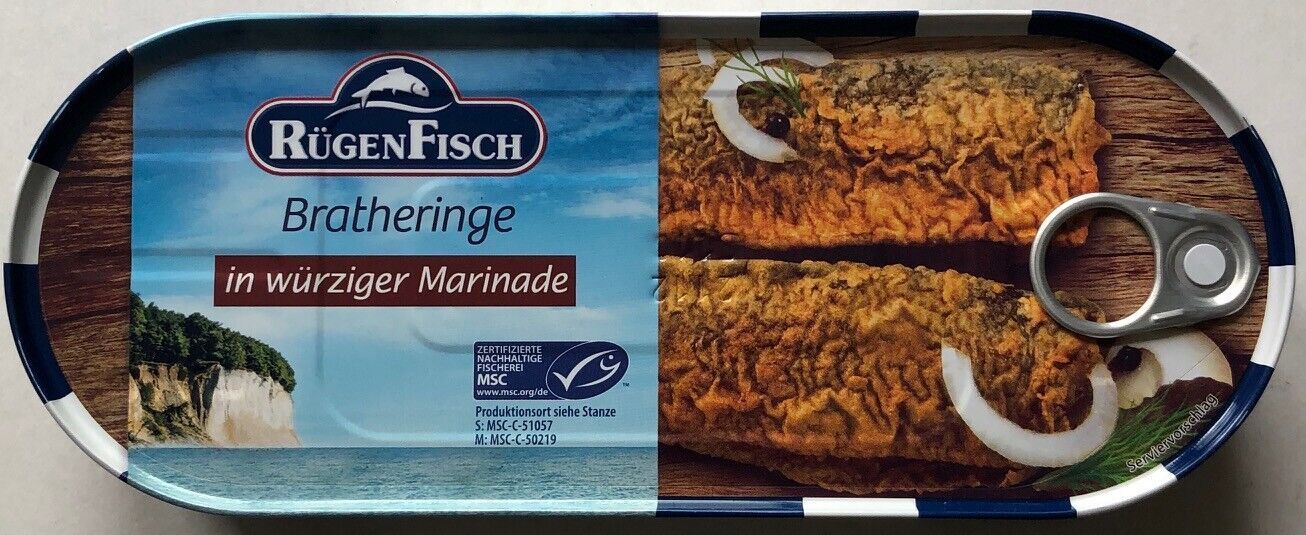 RÜGENFISCH
Bratheringe
in würziger Marinade
ZERTIFIZIERTE
NACHHALTIGE
FISCHEREI
MSC
www.msc.org/de
TM
Produktionsort siehe Stanze
S: MSC-C-51057
M: MSC-C-50219
Serviervorschlag